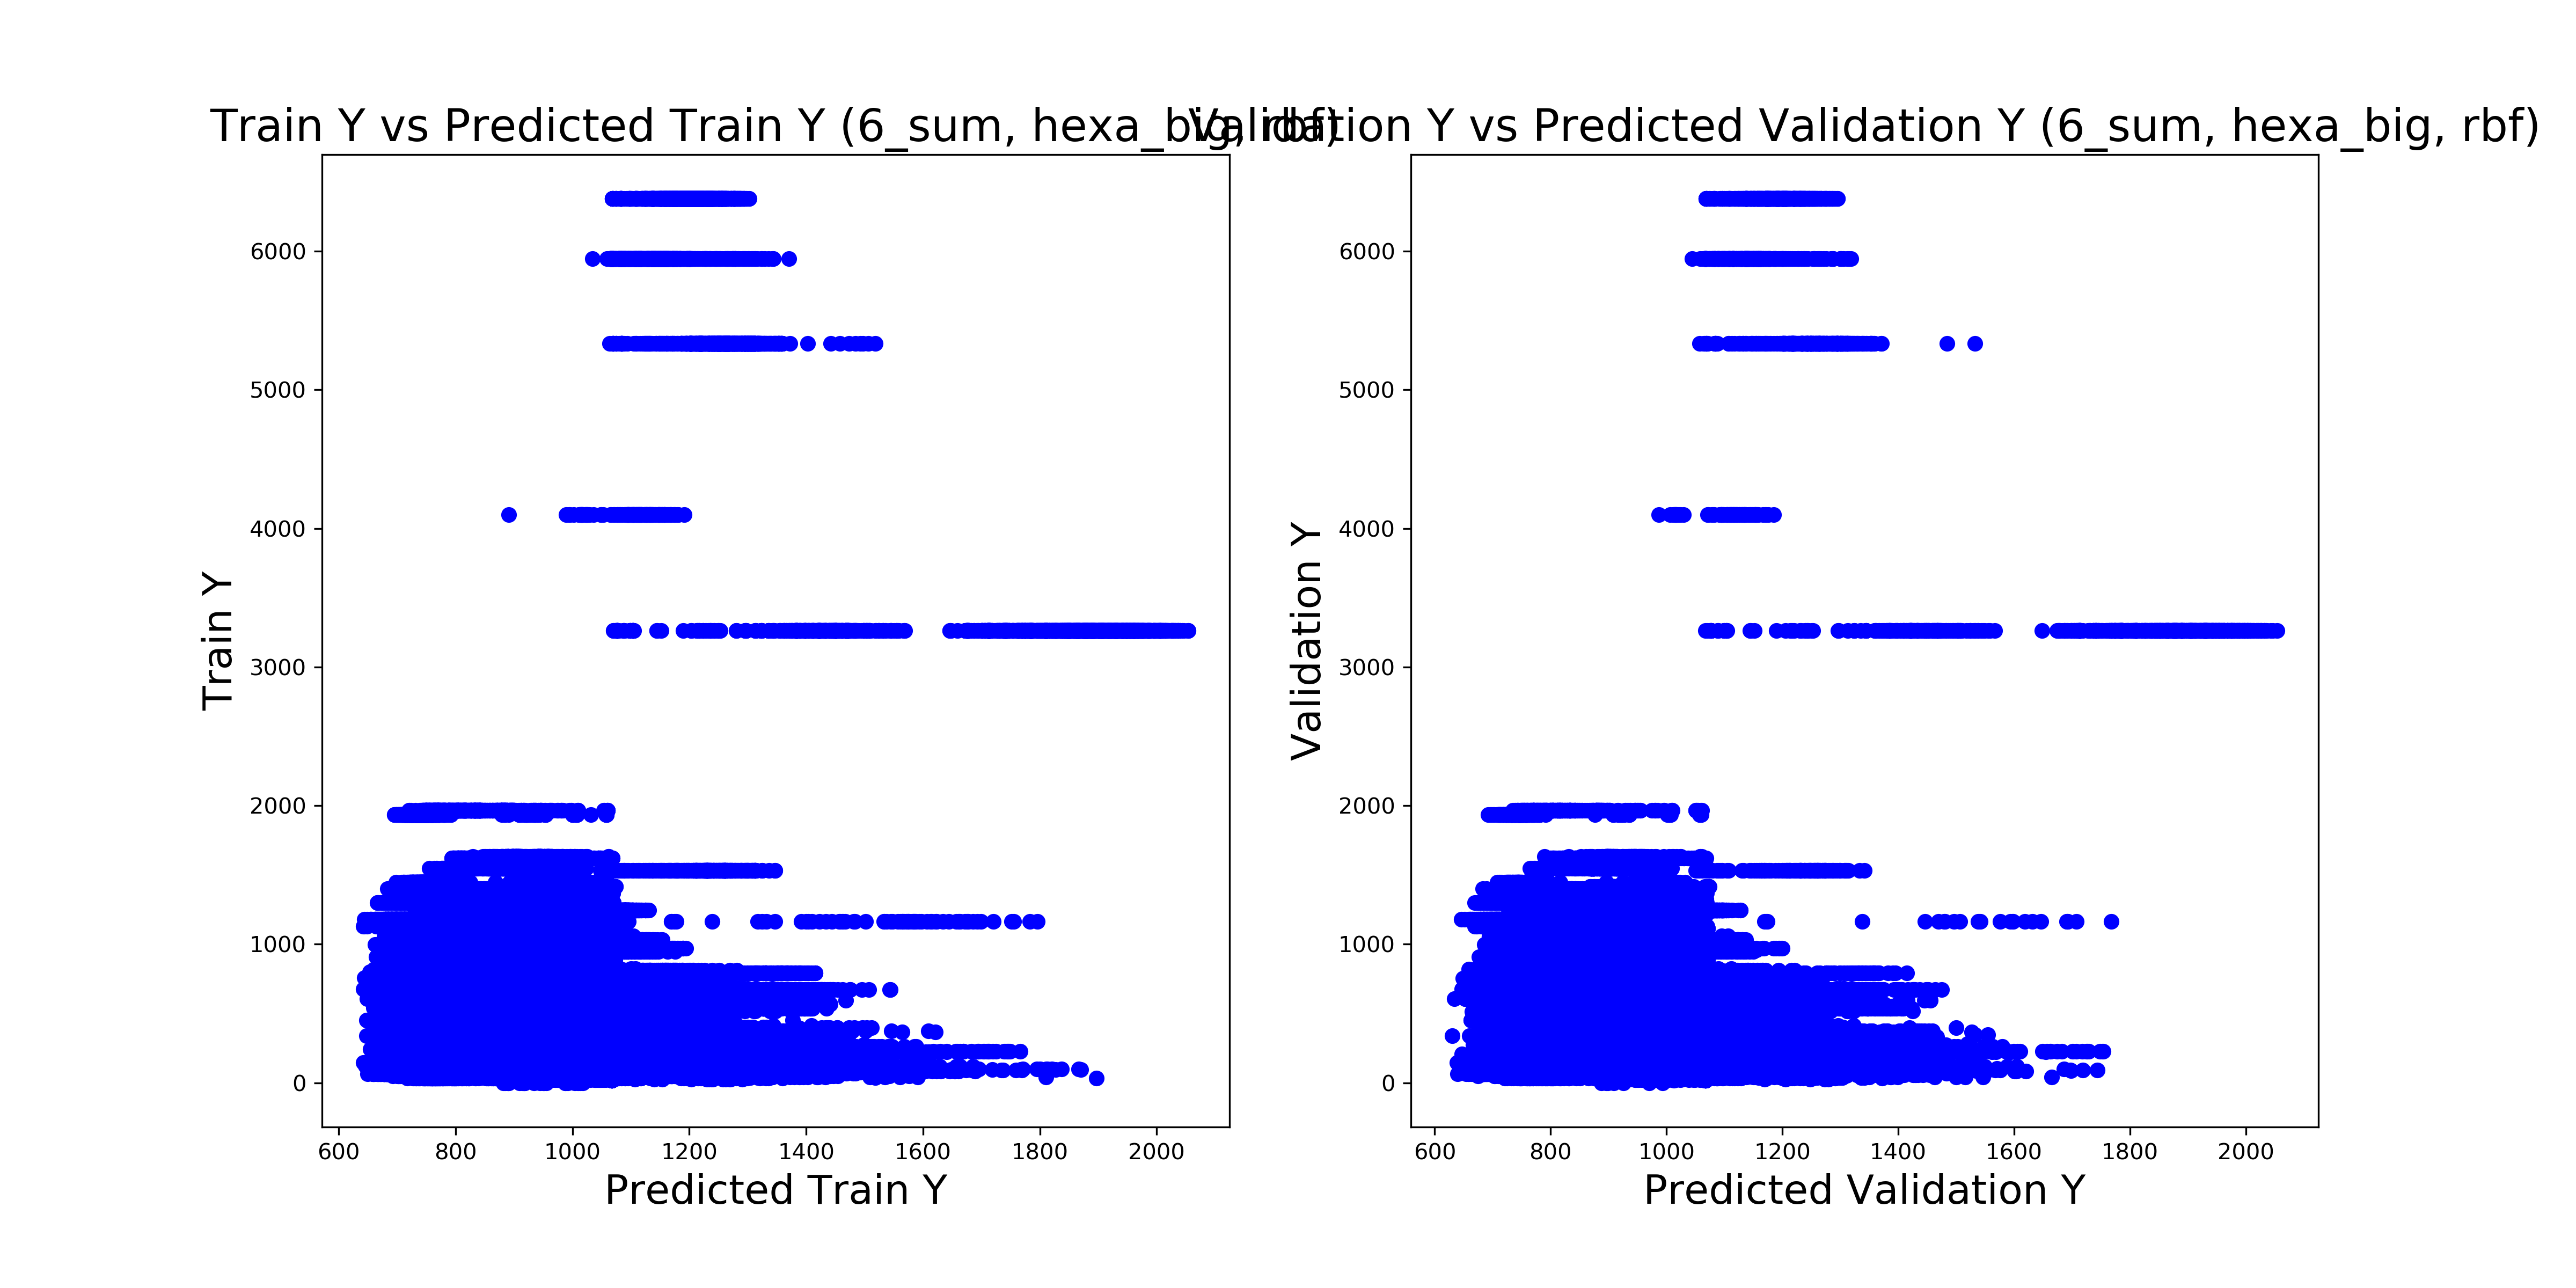 Train Y vs Predicted Train Y (6_sum, hexa_big, rbf)
Train Y
6000
5000
4000
3000
2000
1000
0
600 800 1000 1200 1400 1600 1800 2000
Predicted Train Y
Validation Y vs Predicted Validation Y (6_sum, hexa_big, rbf)
Validation Y
6000
5000
4000
3000
2000
1000
0
600 800 1000 1200 1400 1600 1800 2000
Predicted Validation Y